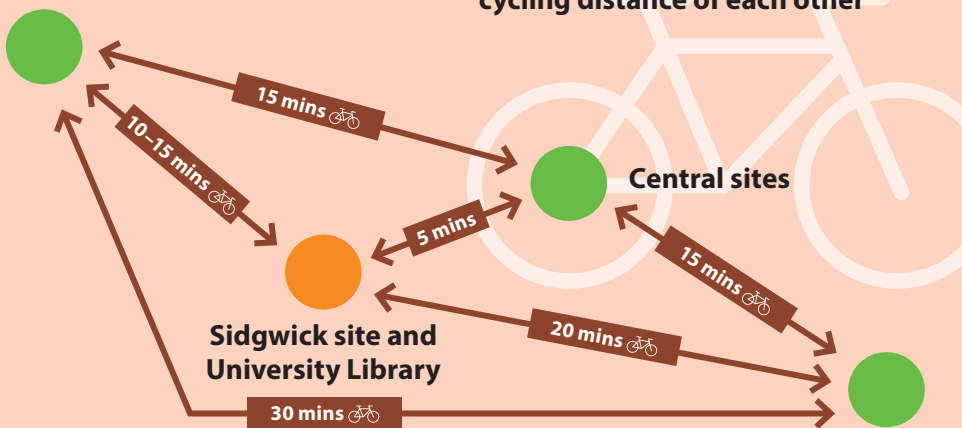 cycling distance of each other
15 mins
10–15 mins
Central sites
5 mins
15 mins
Sidgwick site and
University Library
20 mins
30 mins